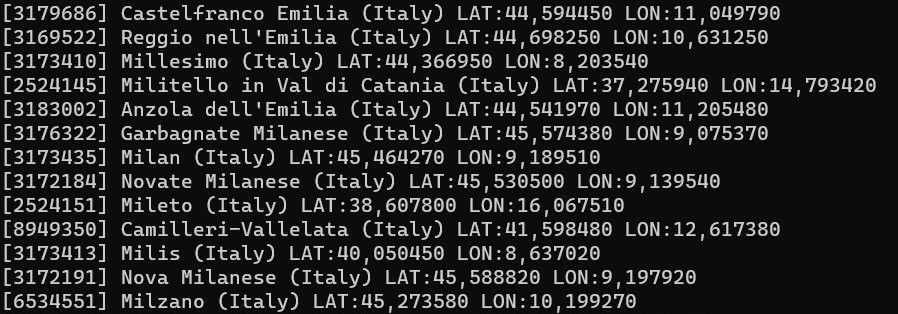 [3179686] Castelfranco Emilia (Italy) LAT:44,594450 LON:11,049790
[3169522] Reggio nell'Emilia (Italy) LAT:44,698250 LON:10,631250
[3173410] Millesimo (Italy) LAT:44,366950 LON:8,203540
[2524145] Militello in Val di Catania (Italy) LAT:37,275940 LON:14,793420
[3183002] Anzola dell'Emilia (Italy) LAT:44,541970 LON:11,205480
[3176322] Garbagnate Milanese (Italy) LAT:45,574380 LON:9,075370
[3173435] Milan (Italy) LAT:45,464270 LON:9,189510
[3172184] Novate Milanese (Italy) LAT:45,530500 LON:9,139540
[2524151] Mileto (Italy) LAT:38,607800 LON:16,067510
[8949350] Camilleri-Vallelata (Italy) LAT:41,598480 LON:12,617380
[3173413] Milis (Italy) LAT:40,050450 LON:8,637020
[3172191] Nova Milanese (Italy) LAT:45,588820 LON:9,197920
[6534551] Milzano (Italy) LAT:45,273580 LON:10,199270